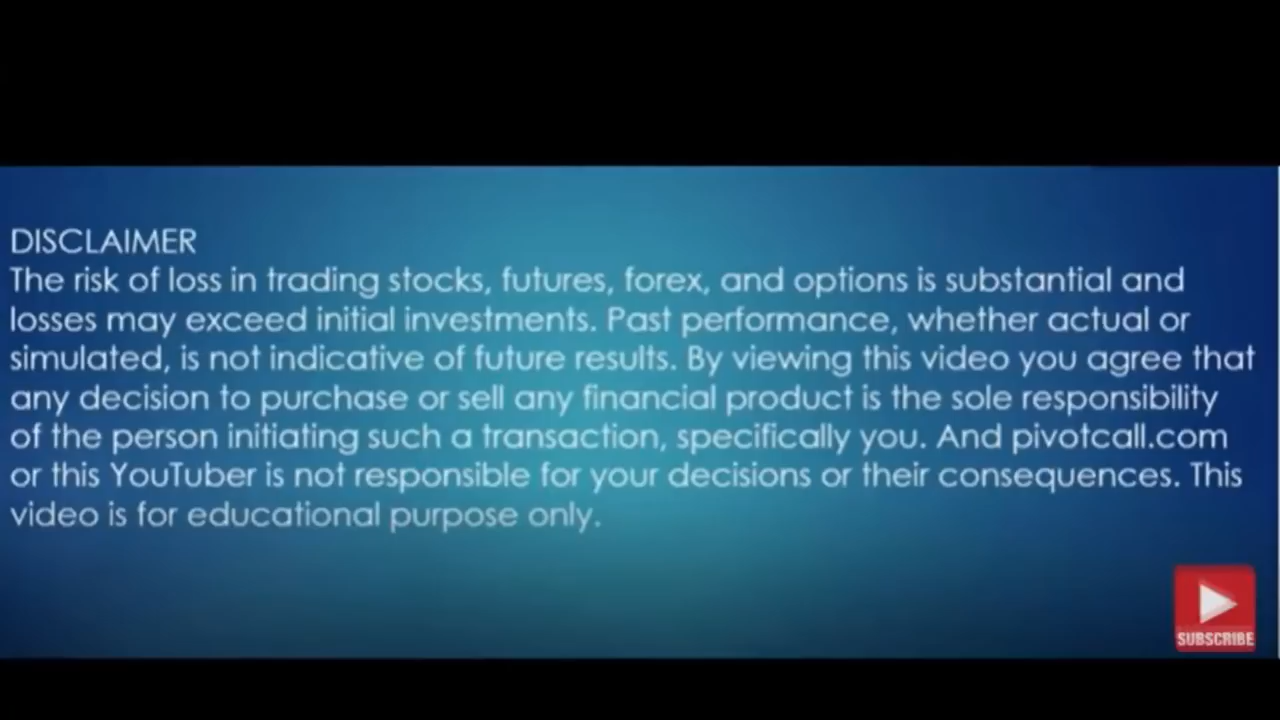 DISCLAIMER
The risk of loss in trading stocks, futures, forex, and options is substantial and
losses may exceed initial investments. Past performance, whether actual or
simulated, is not indicative of future results. By viewing this video you agree that
any decision to purchase or sell any financial product is the sole responsibility
of the person initiating such a transaction, specifically you. And pivotcall.com
or this YouTuber is not responsible for your decisions or their consequences. This
video is for educational purpose only.
SUBSCRIBE